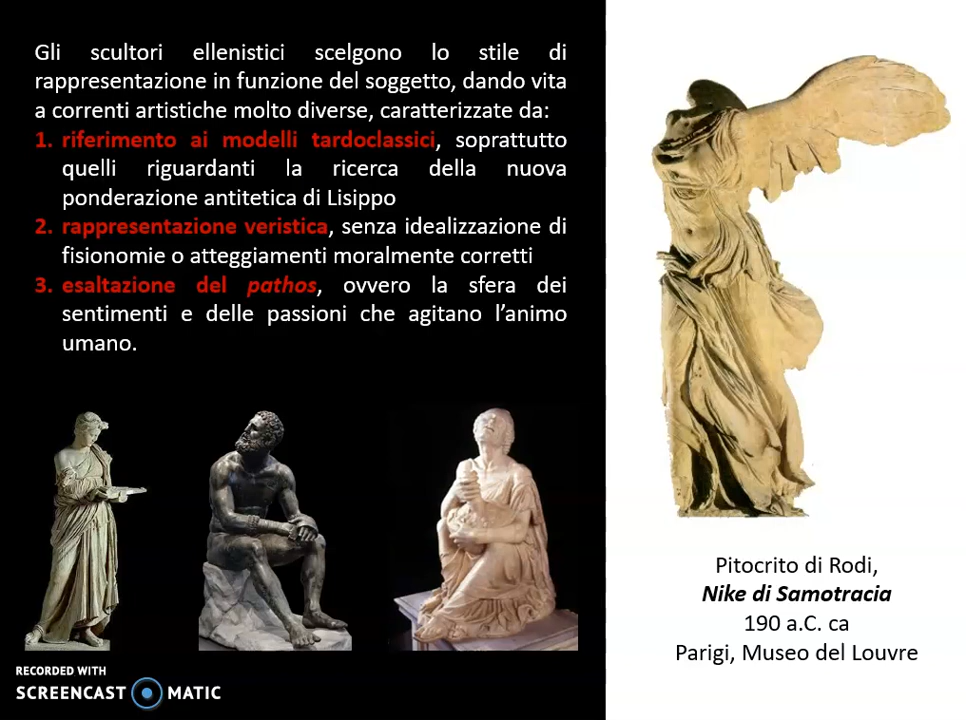 Gli scultori ellenistici scelgono lo stile di
rappresentazione in funzione del soggetto, dando vita
a correnti artistiche molto diverse, caratterizzate da:
1. riferimento ai modelli tardoclassici, soprattutto
quelli riguardanti la ricerca della nuova
ponderazione antitetica di Lisippo
2. rappresentazione veristica, senza idealizzazione di
fisionomie o atteggiamenti moralmente corretti
3. esaltazione del pathos, ovvero la sfera dei
sentimenti e delle passioni che agitano l'animo
umano.
Pitocrito di Rodi,
Nike di Samotracia
190 a.C. ca
Parigi, Museo del Louvre
RECORDED WITH
SCREENCAST MATIC